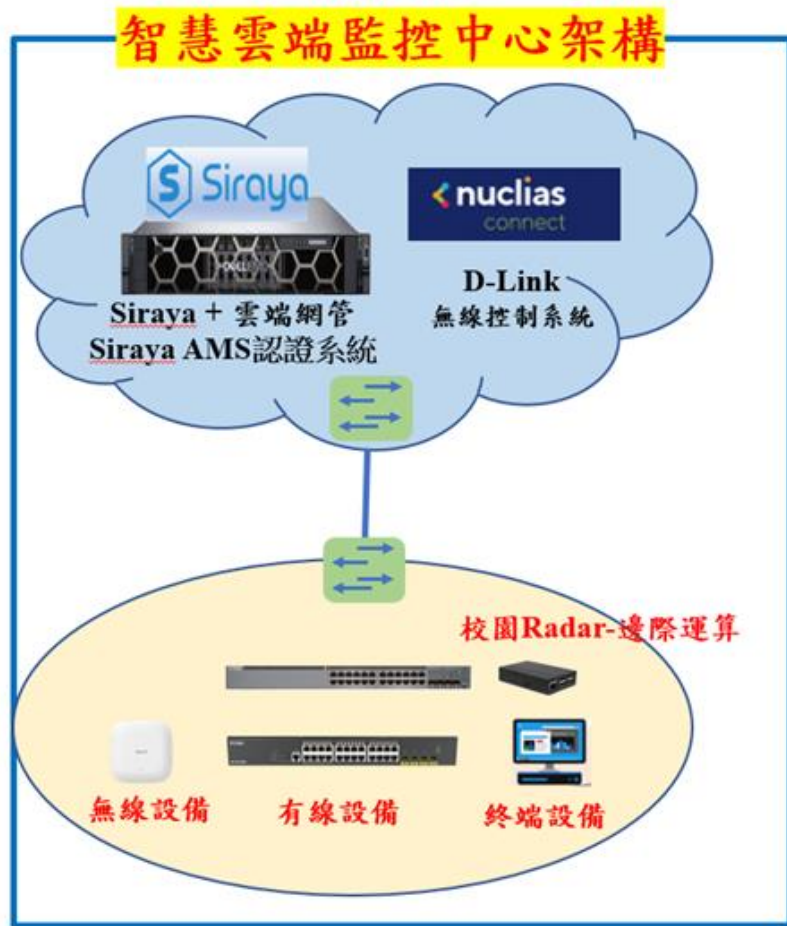 智慧雲端監控中心架構
Siraya
nuclias
connect
Siraya + 雲端網管
Siraya AMS認證系統
D-Link
無線控制系統
校園Radar-邊際運算
無線設備
有線設備
終端設備